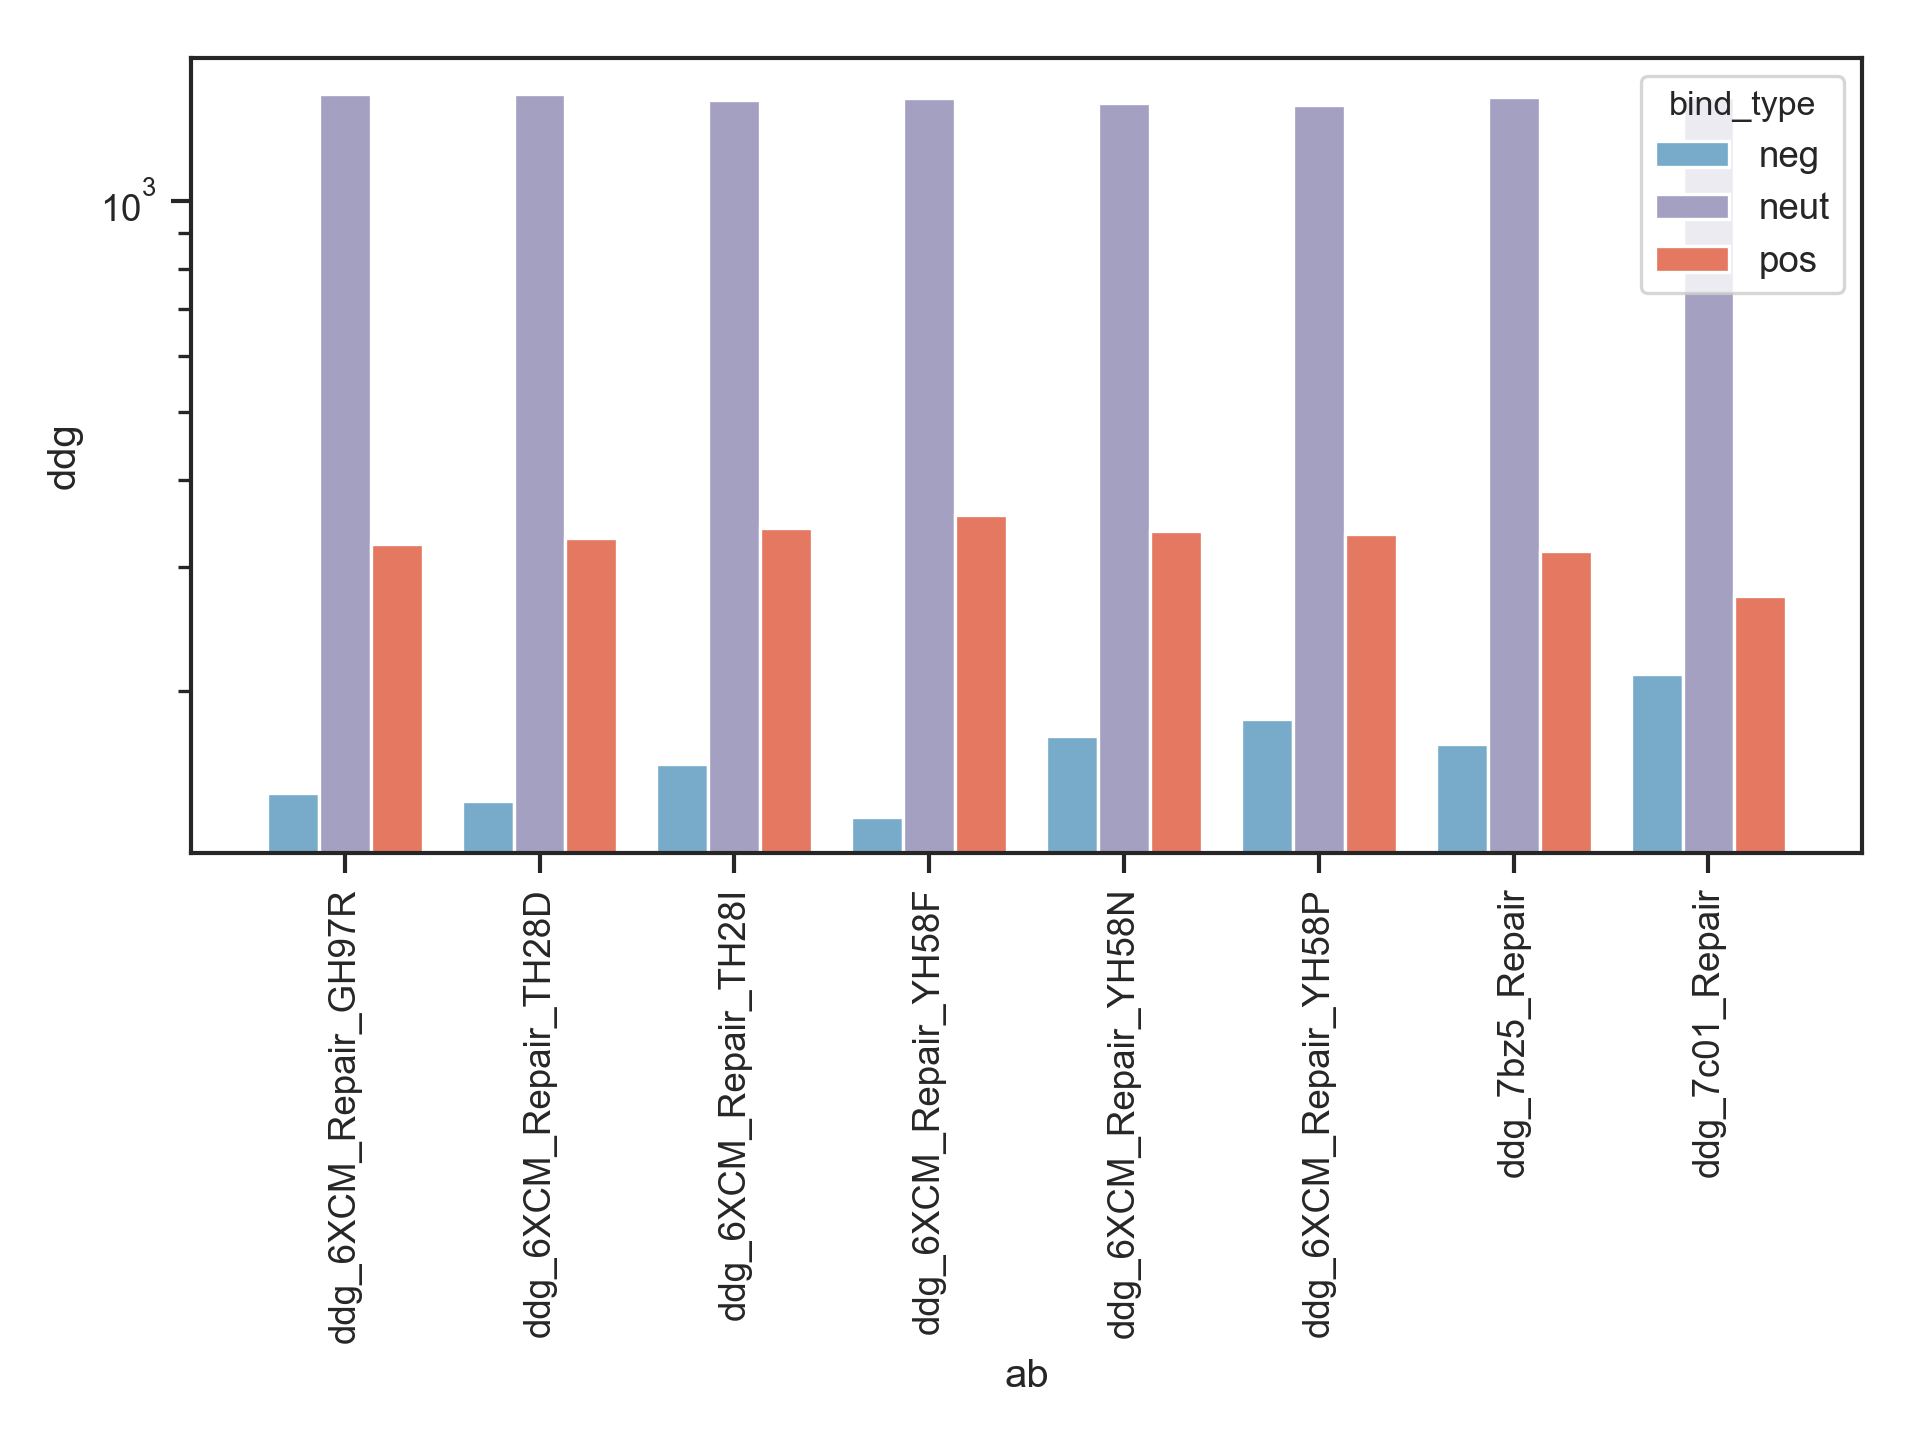 bind_type
neg
neut
pos
10³
ddg
ddg_6XCM_Repair_GH97R
ddg_6XCM_Repair_TH28D
ddg_6XCM_Repair_TH28I
ddg_6XCM_Repair_YH58F
ddg_6XCM_Repair_YH58N
ddg_6XCM_Repair_YH58P
ddg_7bz5_Repair
ddg_7c01_Repair
ab